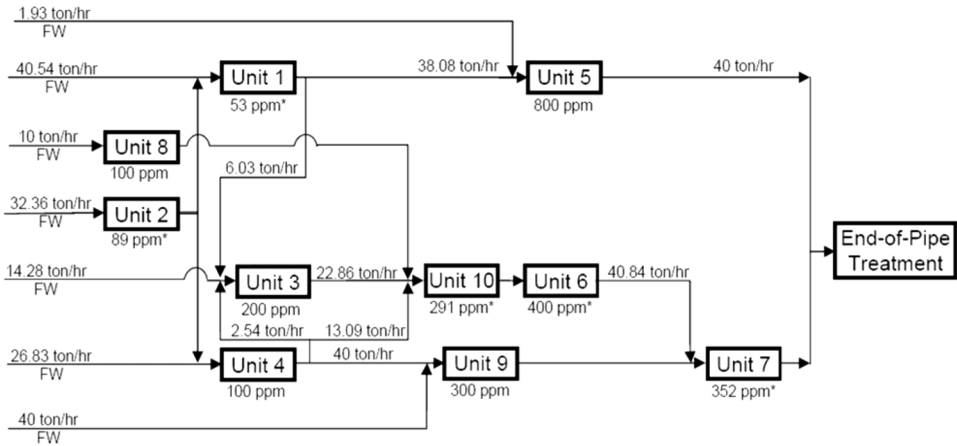 1.93 ton/hr
FW
40.54 ton/hr
FW
Unit 1
53 ppm*
38.08 ton/hr
Unit 5
800 ppm
40 ton/hr
10 ton/hr
FW
Unit 8
100 ppm
6.03 ton/hr
32.36 ton/hr
FW
Unit 2
89 ppm*
End-of-Pipe
Treatment
14.28 ton/hr
FW
Unit 3
200 ppm
22.86 ton/hr
Unit 10
291 ppm*
Unit 6
400 ppm*
40.84 ton/hr
2.54 ton/hr
13.09 ton/hr
26.83 ton/hr
FW
Unit 4
100 ppm
40 ton/hr
Unit 9
300 ppm
Unit 7
352 ppm*
40 ton/hr
FW